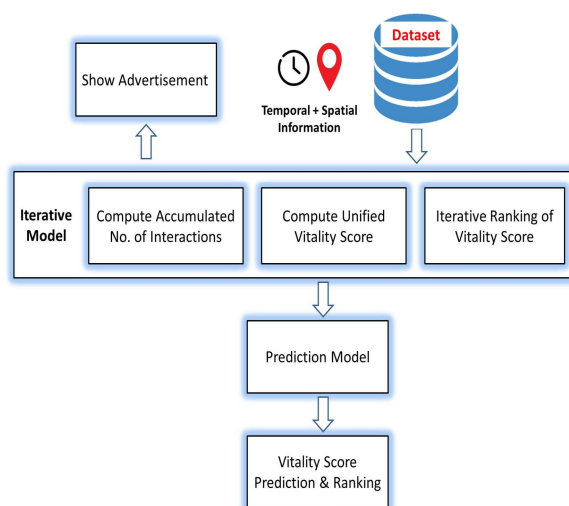 Dataset
Show Advertisement
Temporal + Spatial
Information
Iterative
Model
Compute Accumulated
No. of Interactions
Compute Unified
Vitality Score
Iterative Ranking of
Vitality Score
Prediction Model
Vitality Score
Prediction & Ranking